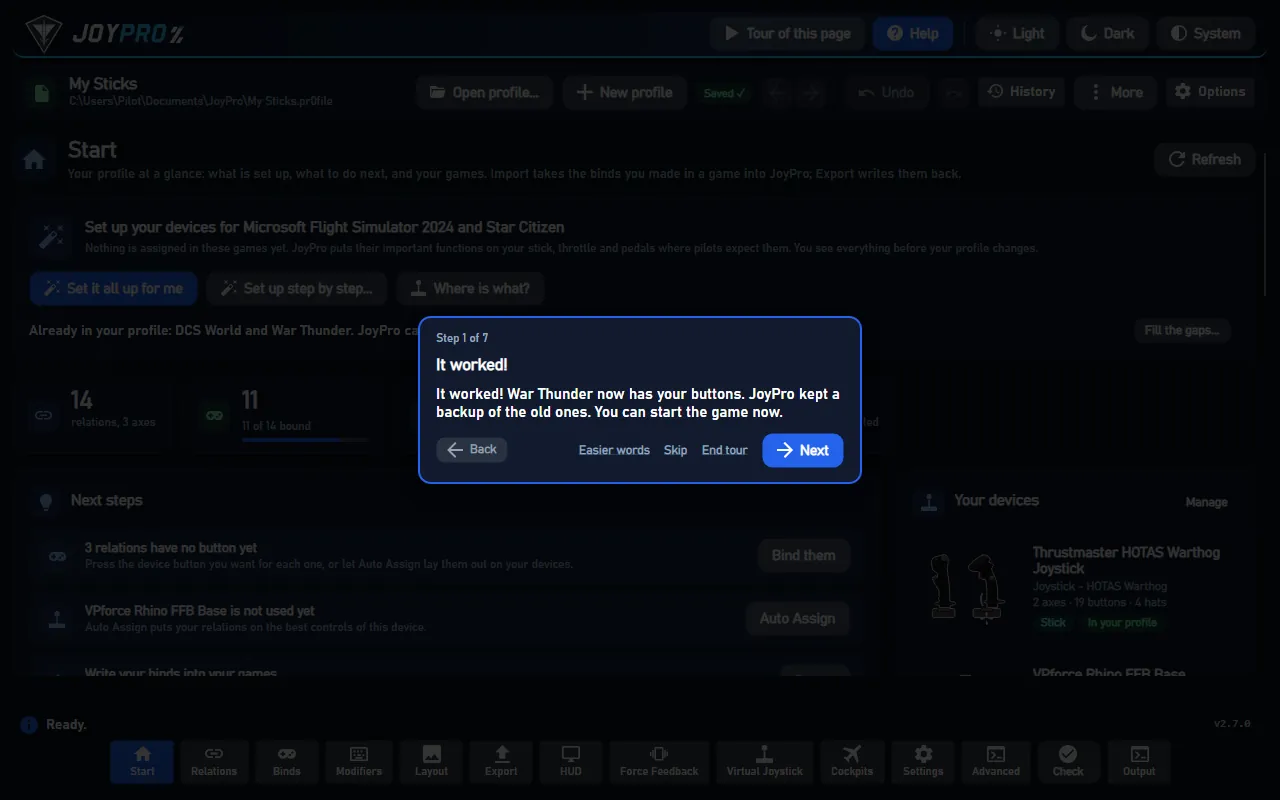 JOYPRO
Tour of this page
Help
Light
Dark
System
My Sticks
C:\Users\Pilot\Documents\JoyPro\My Sticks.pr0file
Open profile...
New profile
Saved ✓
Undo
History
More
Options
Start
Your profile at a glance: what is set up, what to do next, and your games. Import takes the binds you made in a game into JoyPro; Export writes them back.
Refresh
Set up your devices for Microsoft Flight Simulator 2024 and Star Citizen
Nothing is assigned in these games yet. JoyPro puts their important functions on your stick, throttle and pedals where pilots expect them. You see everything before your profile changes.
Set it all up for me
Set up step by step...
Where is what?
Already in your profile: DCS World and War Thunder. JoyPro ca
Fill the gaps...
Step 1 of 7
It worked!
It worked! War Thunder now has your buttons. JoyPro kept a
backup of the old ones. You can start the game now.
Back
Easier words
Skip
End tour
Next
14
relations, 3 axes
11
11 of 14 bound
ted
Next steps
3 relations have no button yet
Press the device button you want for each one, or let Auto Assign lay them out on your devices.
Bind them
VPforce Rhino FFB Base is not used yet
Auto Assign puts your relations on the best controls of this device.
Auto Assign
Write your binds into your games
Your devices
Manage
Thrustmaster HOTAS Warthog
Joystick
Joystick - HOTAS Warthog
2 axes · 19 buttons · 4 hats
Stick
In your profile
VPforce Rhino FFB Base
Ready.
v2.7.0
Start
Relations
Binds
Modifiers
Layout
Export
HUD
Force Feedback
Virtual Joystick
Cockpits
Settings
Advanced
Check
Output